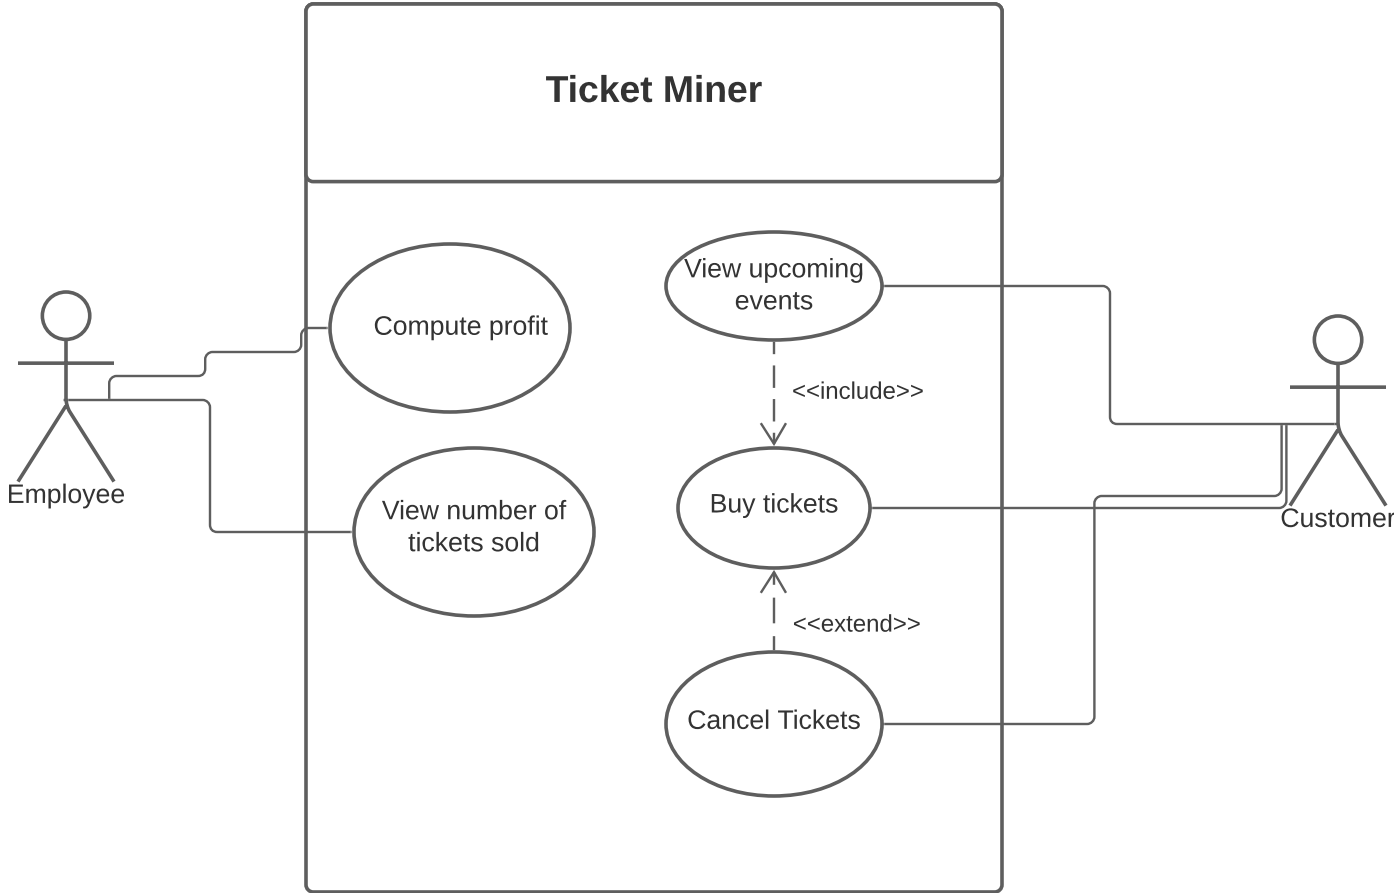 Ticket Miner
View upcoming
events
Compute profit
<<include>>
Employee
View number of
tickets sold
Buy tickets
Customer
<<extend>>
Cancel Tickets